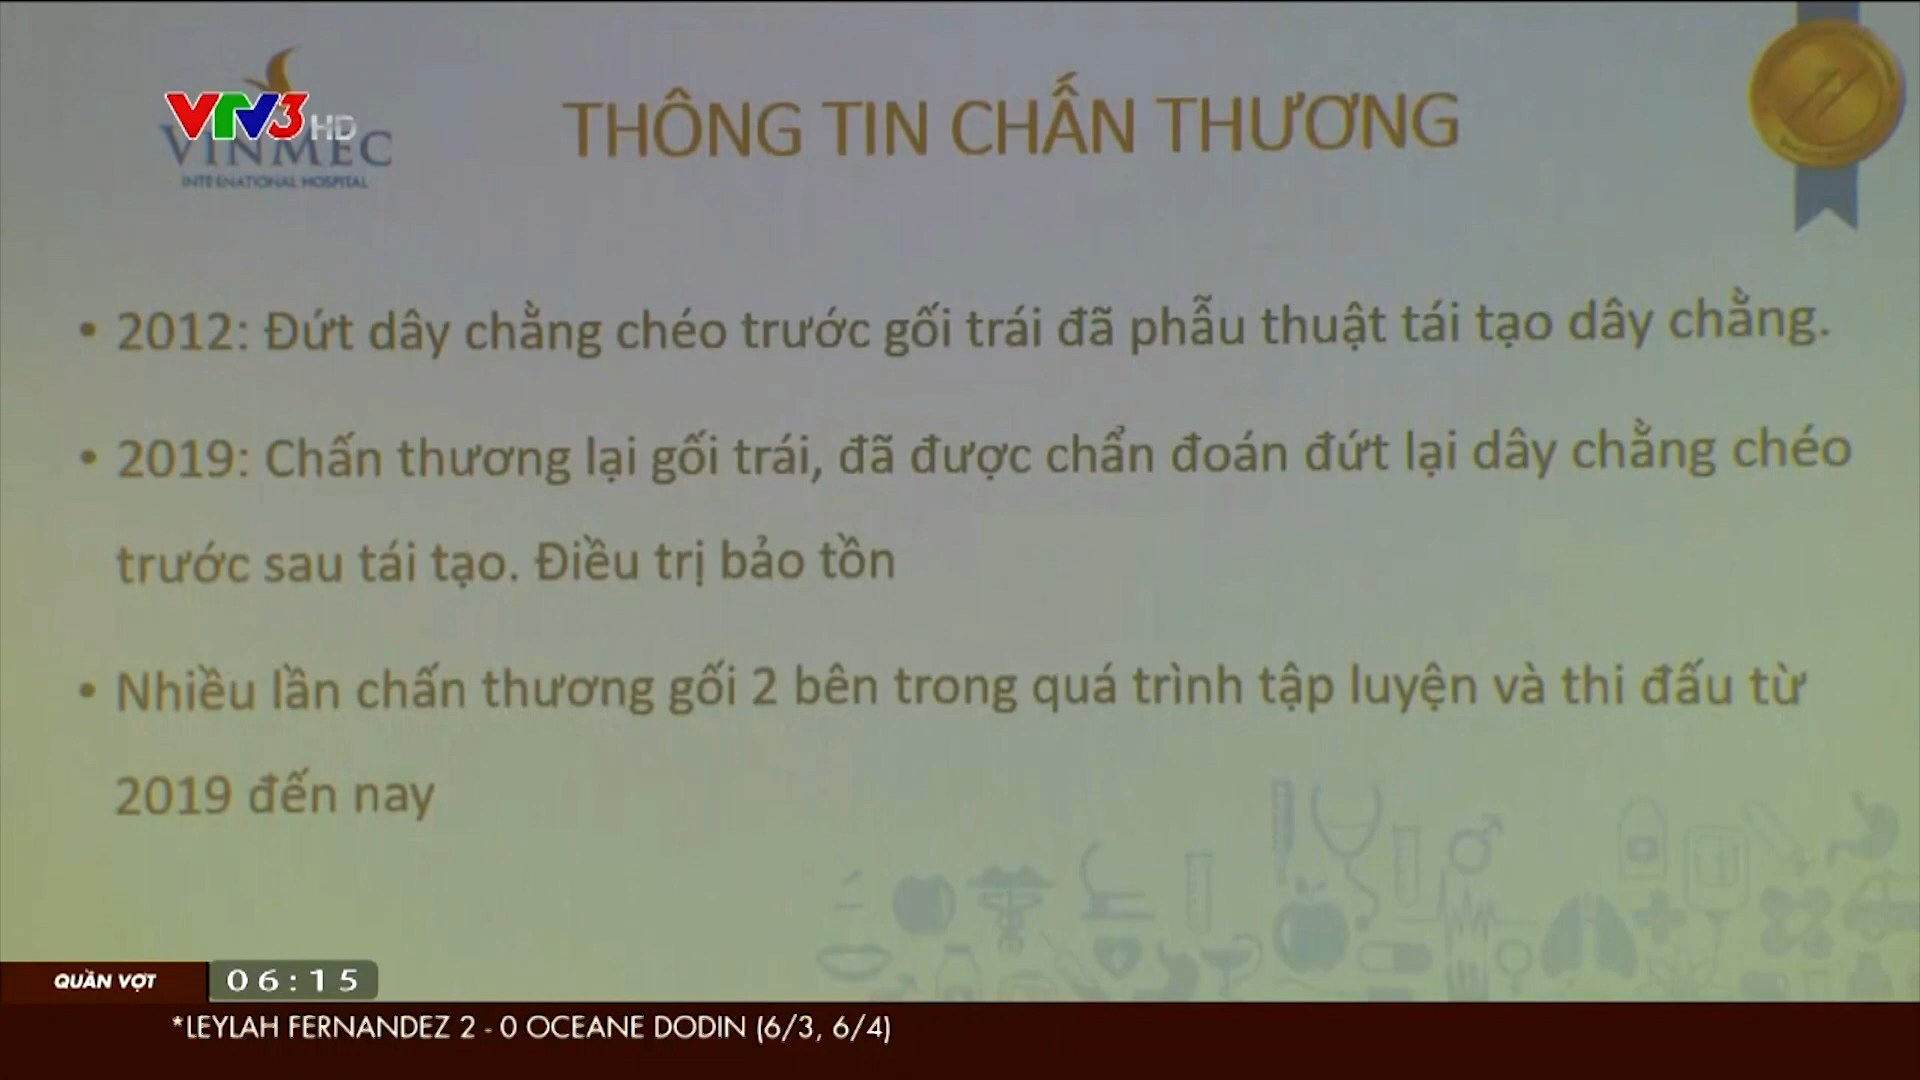 VTV3 HD
VINMEC
INTERNATIONAL HOSPITAL
THÔNG TIN CHẤN THƯƠNG
• 2012: Đứt dây chằng chéo trước gối trái đã phẫu thuật tái tạo dây chằng.
• 2019: Chấn thương lại gối trái, đã được chẩn đoán đứt lại dây chằng chéo
trước sau tái tạo. Điều trị bảo tồn
• Nhiều lần chấn thương gối 2 bên trong quá trình tập luyện và thi đấu từ
2019 đến nay
QUẦN VỢT
06:15
*LEYLAH FERNANDEZ 2 - 0 OCEANE DODIN (6/3, 6/4)